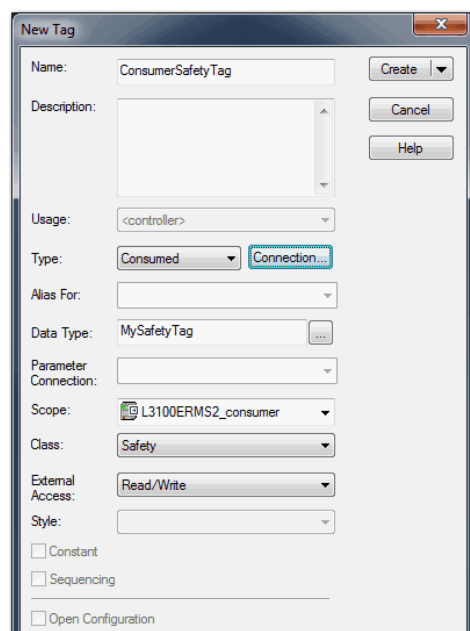 New Tag
Name: ConsumerSafetyTag Create
Description: Cancel
Help
Usage: <controller>
Type: Consumed Connection...
Alias For:
Data Type: MySafetyTag ...
Parameter
Connection:
Scope: L3100ERMS2_consumer
Class: Safety
External
Access: Read/Write
Style:
Constant
Sequencing
Open Configuration